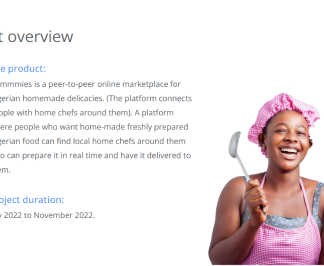 t overview
e product:
mmmies is a peer-to-peer online marketplace for
gerian homemade delicacies. (The platform connects
ople with home chefs around them). A platform
ere people who want home-made freshly prepared
gerian food can find local home chefs around them
o can prepare it in real time and have it delivered to
em.
oject duration:
y 2022 to November 2022.